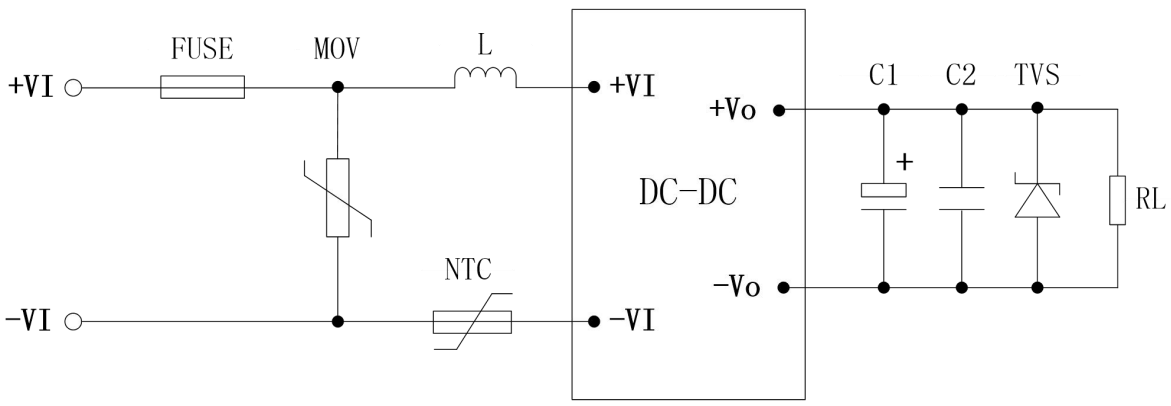 FUSE
MOV
L
+VI
+VI
C1
C2
TVS
+Vo
+
DC-DC
RL
NTC
-Vo
-VI
-VI